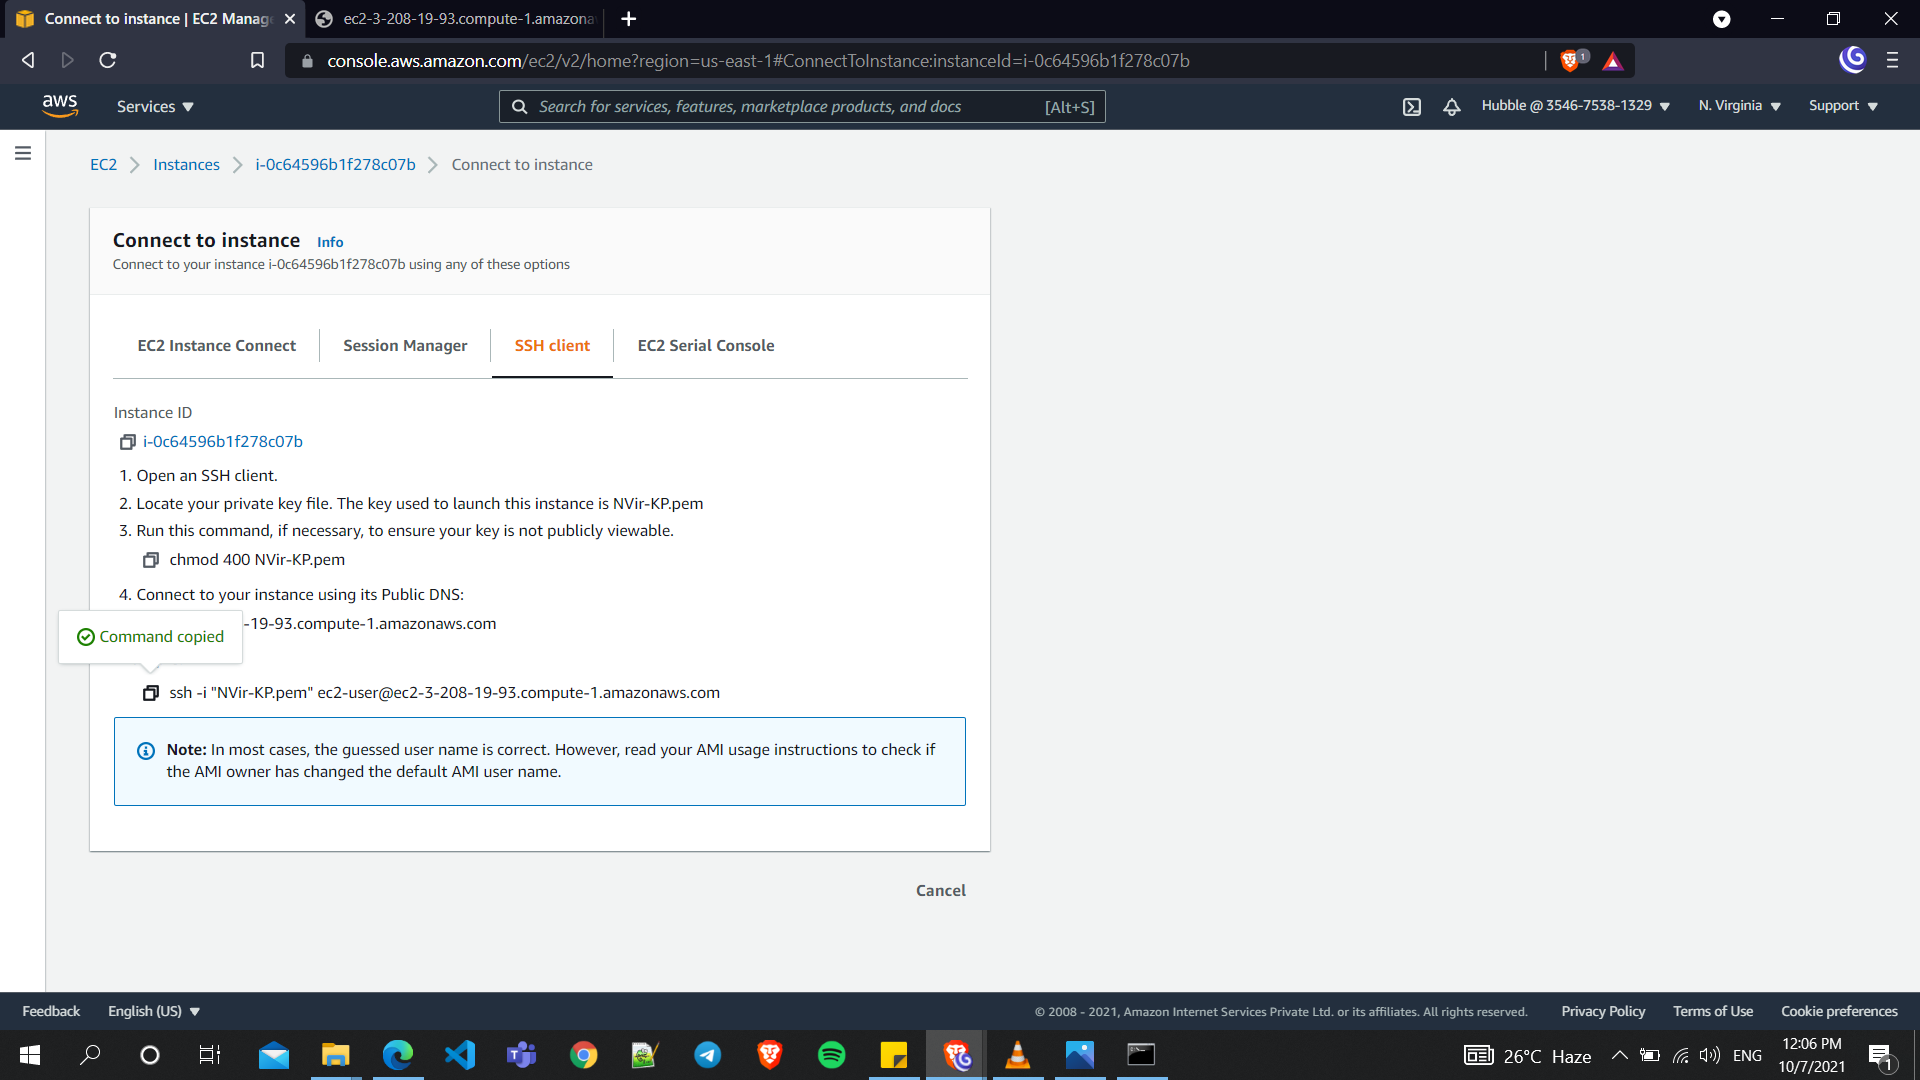 Connect to instance | EC2 Manag
ec2-3-208-19-93.compute-1.amazona
console.aws.amazon.com/ec2/v2/home?region=us-east-1#ConnectToInstance:instanceId=i-0c64596b1f278c07b
1
aws
Services
Search for services, features, marketplace products, and docs
[Alt+S]
Hubble @ 3546-7538-1329
N. Virginia
Support
EC2
Instances
i-0c64596b1f278c07b
Connect to instance
Connect to instance
Info
Connect to your instance i-0c64596b1f278c07b using any of these options
EC2 Instance Connect
Session Manager
SSH client
EC2 Serial Console
Instance ID
i-0c64596b1f278c07b
1. Open an SSH client.
2. Locate your private key file. The key used to launch this instance is NVir-KP.pem
3. Run this command, if necessary, to ensure your key is not publicly viewable.
chmod 400 NVir-KP.pem
4. Connect to your instance using its Public DNS:
-19-93.compute-1.amazonaws.com
Command copied
ssh -i "NVir-KP.pem" ec2-user@ec2-3-208-19-93.compute-1.amazonaws.com
Note: In most cases, the guessed user name is correct. However, read your AMI usage instructions to check if
the AMI owner has changed the default AMI user name.
Cancel
Feedback
English (US)
© 2008 - 2021, Amazon Internet Services Private Ltd. or its affiliates. All rights reserved.
Privacy Policy
Terms of Use
Cookie preferences
26°C Haze
ENG
12:06 PM
10/7/2021
1